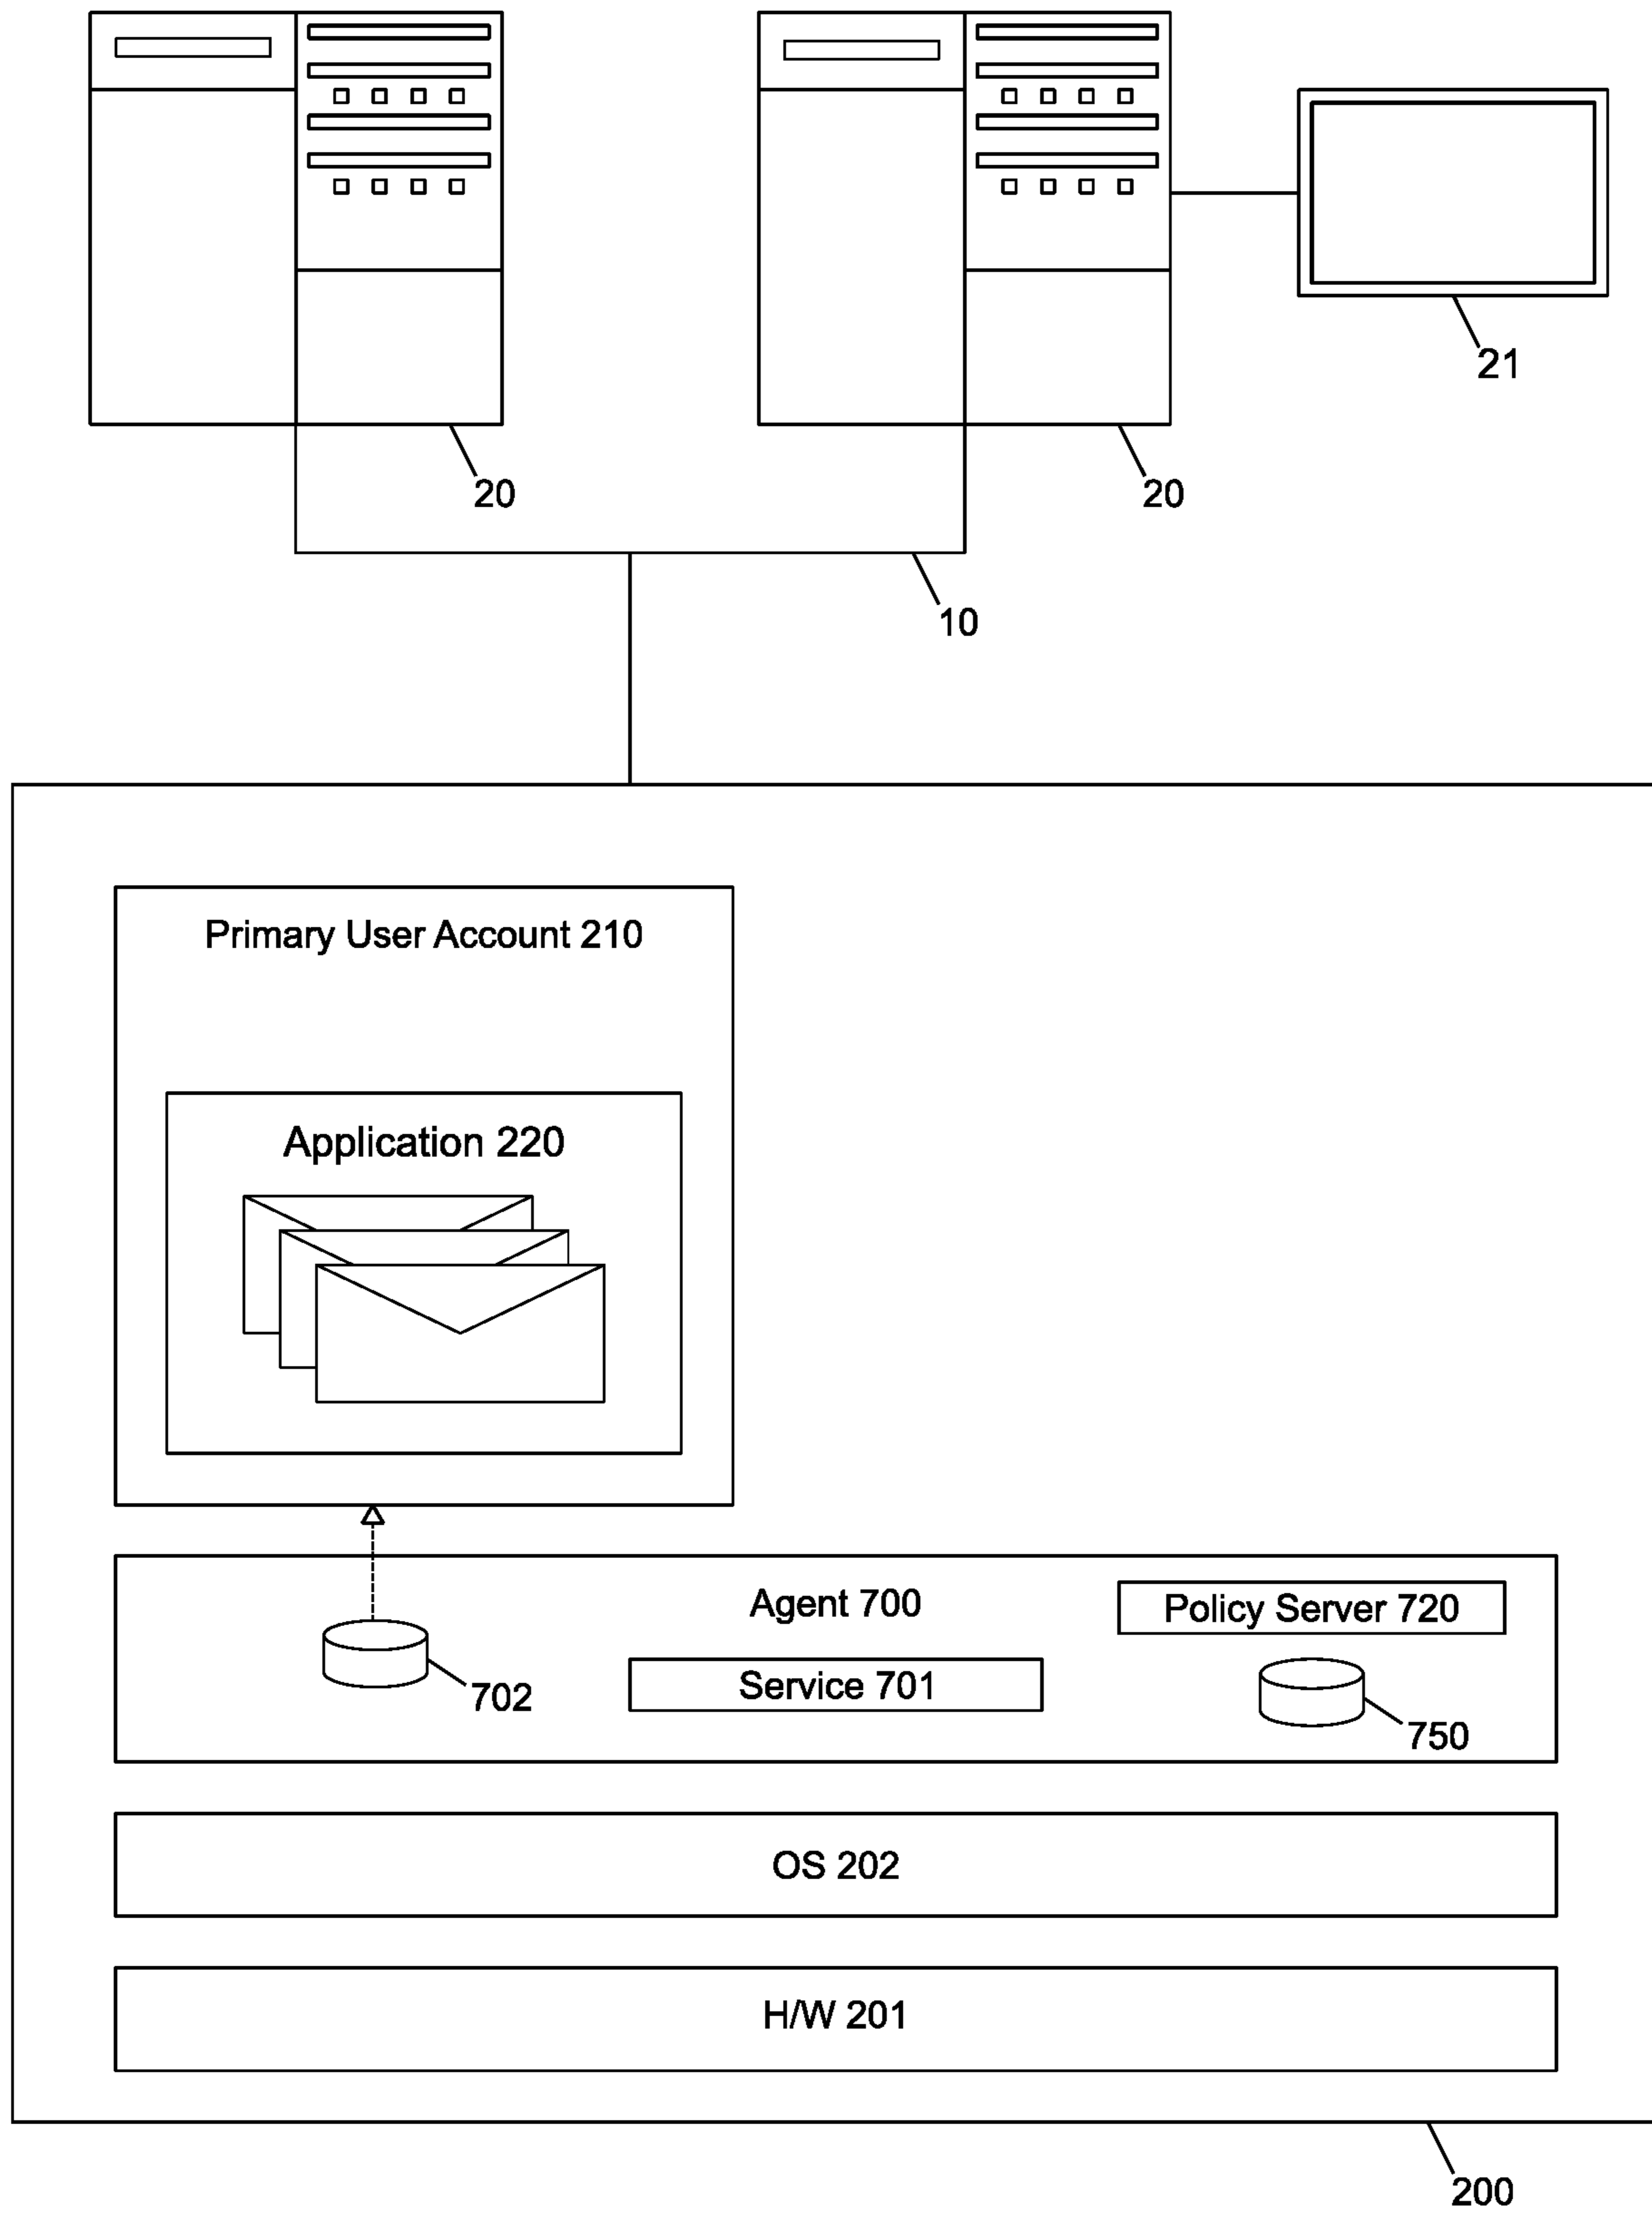 21
20
20
10
Primary User Account 210
Application 220
Agent 700
Policy Server 720
Service 701
702
750
OS 202
H/W 201
200